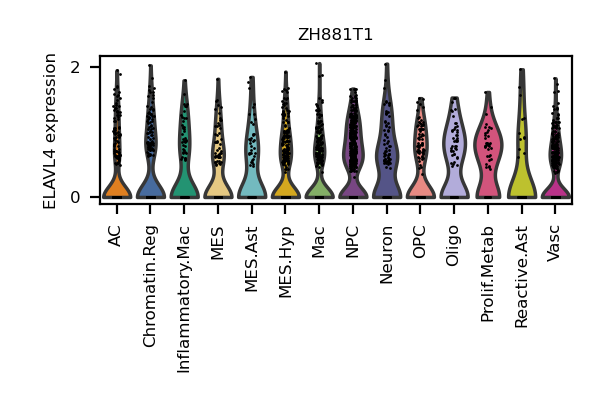 ZH881T1
ELAVL4 expression
2
0
AC
Chromatin.Reg
Inflammatory.Mac
MES
MES.Ast
MES.Hyp
Mac
NPC
Neuron
OPC
Oligo
Prolif.Metab
Reactive.Ast
Vasc